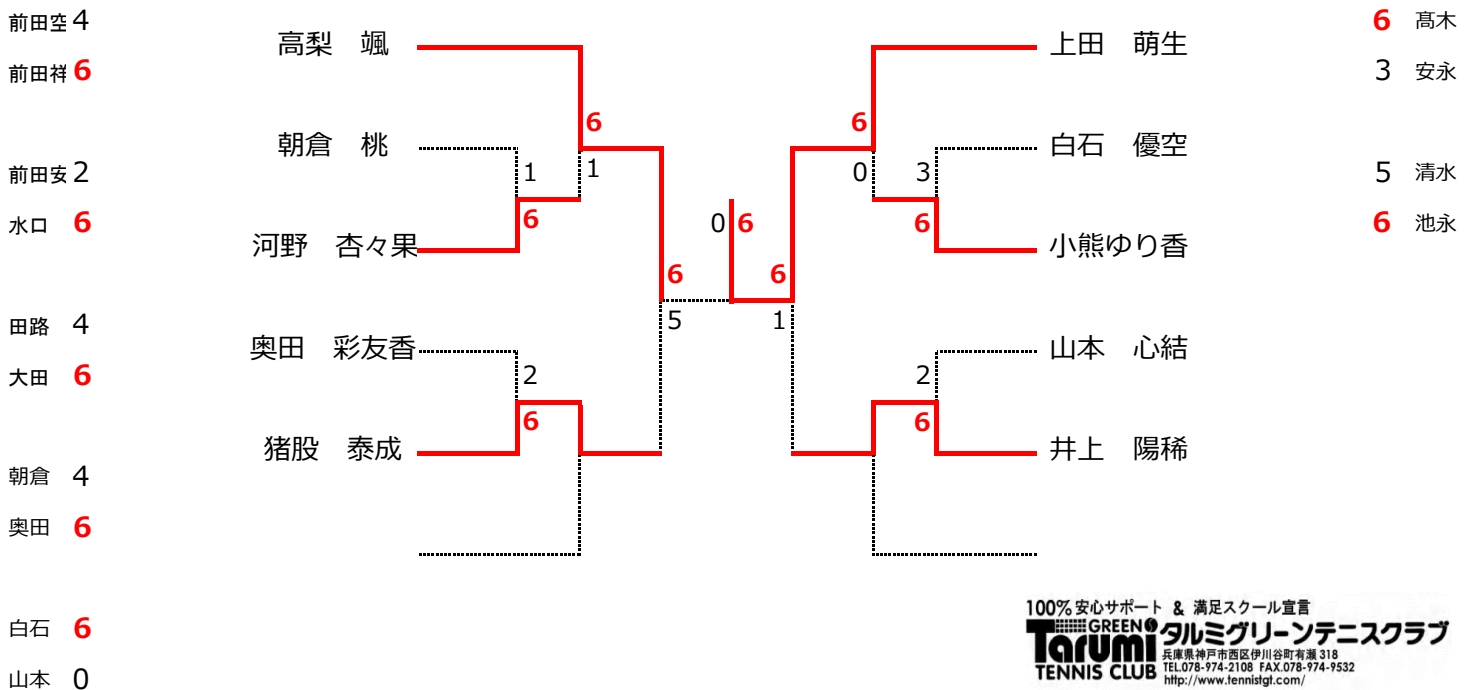 前田空 4
前田祥 6
前田安 2
水口 6
田路 4
大田 6
朝倉 4
奥田 6
白石 6
山本 0
高梨 颯
朝倉 桃
河野 杏々果
奥田 彩友香
猪股 泰成
6
1
1
6
2
6
6
5
0 6
6
1
6
0
3
6
2
6
上田 萌生
白石 優空
小熊ゆり香
山本 心結
井上 陽稀
6 髙木
3 安永
5 清水
6 池永
100% 安心サポート & 満足スクール宣言
GREEN
Tarumi
TENNIS CLUB
タルミグリーンテニスクラブ
兵庫県神戸市西区伊川谷町有瀬 318
TEL.078-974-2108 FAX.078-974-9532
http://www.tennistgt.com/